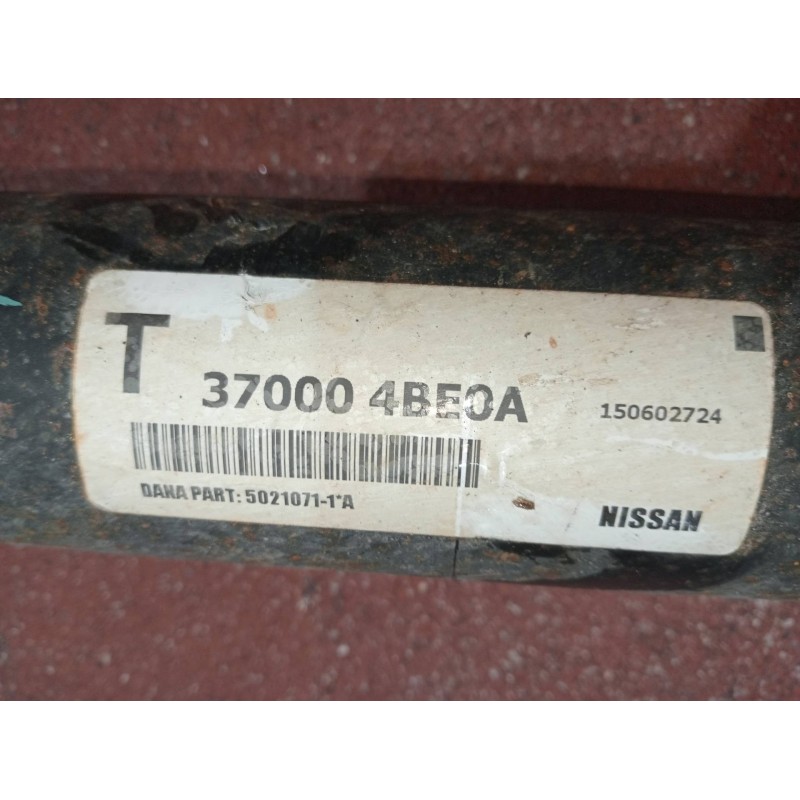 T
37000 4BE0A
150602724
DANA PART: 5021071-1*A
NISSAN